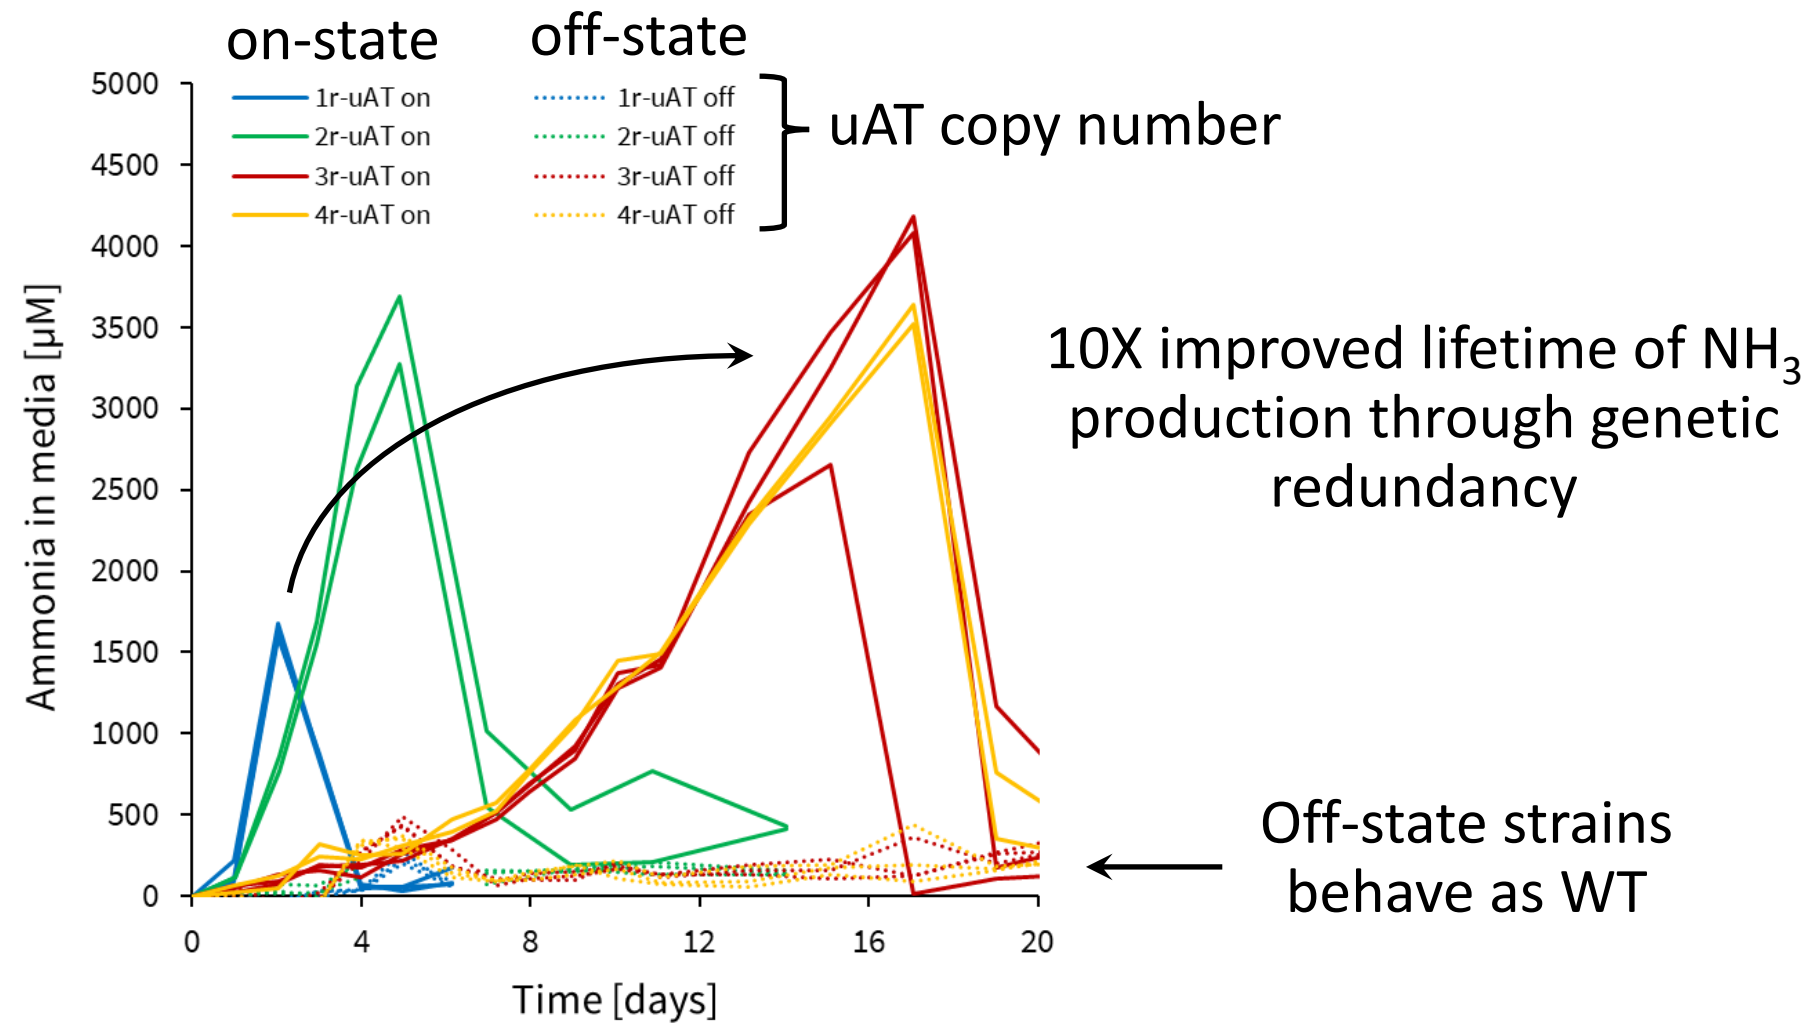 on-state
off-state
1r-uAT on
2r-uAT on
3r-uAT on
4r-uAT on
1r-uAT off
2r-uAT off
3r-uAT off
4r-uAT off
uAT copy number
5000
4500
4000
3500
3000
2500
2000
1500
1000
500
0
Ammonia in media [µM]
0
4
8
12
16
20
Time [days]
10X improved lifetime of NH₃
production through genetic
redundancy
Off-state strains
behave as WT